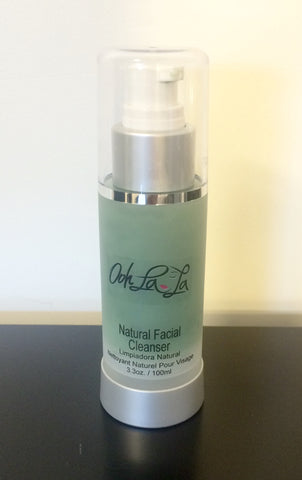 Ooh La La
Natural Facial
Cleanser
Limpiadora Natural
Nettoyant Naturel Pour Visage
3.3oz. / 100ml